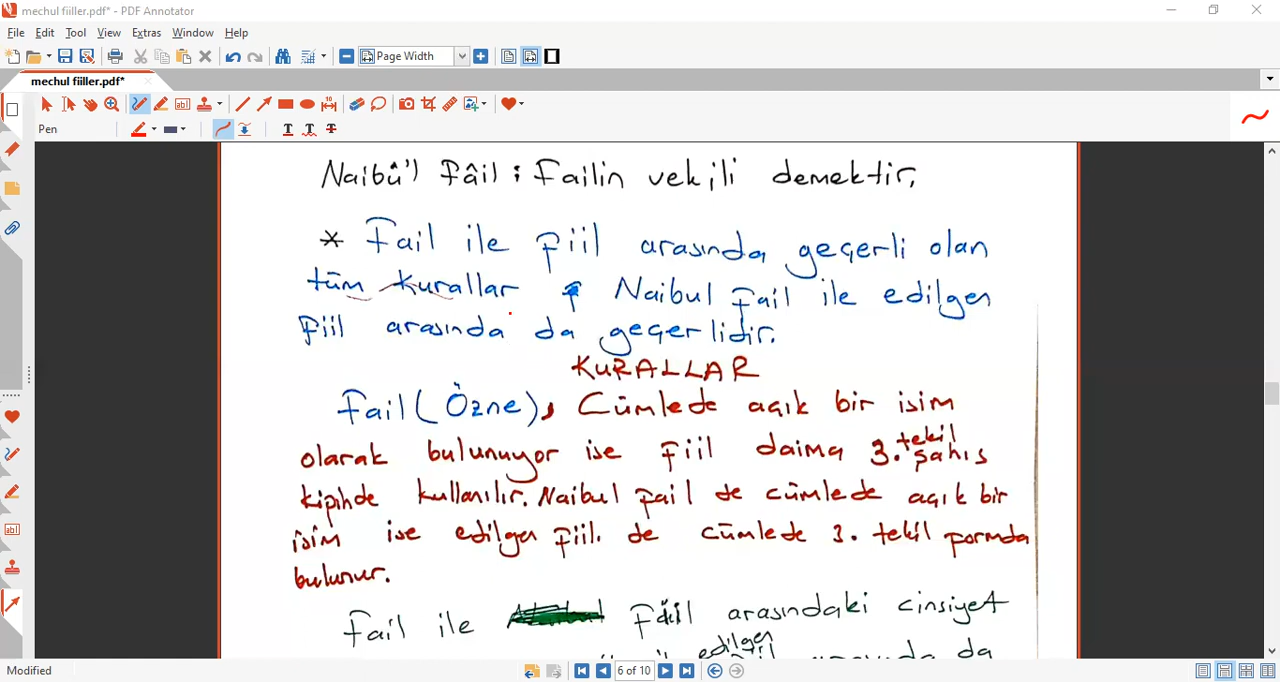 mechul fiiller.pdf* - PDF Annotator
File Edit Tool View Extras Window Help
Page Width
mechul fiiller.pdf*
Pen
Naibû'l Fâil : Failin vekili demektir.
* Fail ile fiil arasında geçerli olan
tüm kurallar Naibul Fail ile edilgen
fiil arasında da geçerlidir.
KURALLAR
Fail (Özne), Cümlede açık bir isim
olarak bulunuyor ise fiil daima 3. tekil şahıs
kipinde kullanılır. Naibul fail de cümlede açık bir
isim ise edilgen fiil. de cümlede 3. tekil formda
bulunur.
Fail ile Fiil arasındaki cinsiyet
edilgen
arasında da
Modified
6 of 10